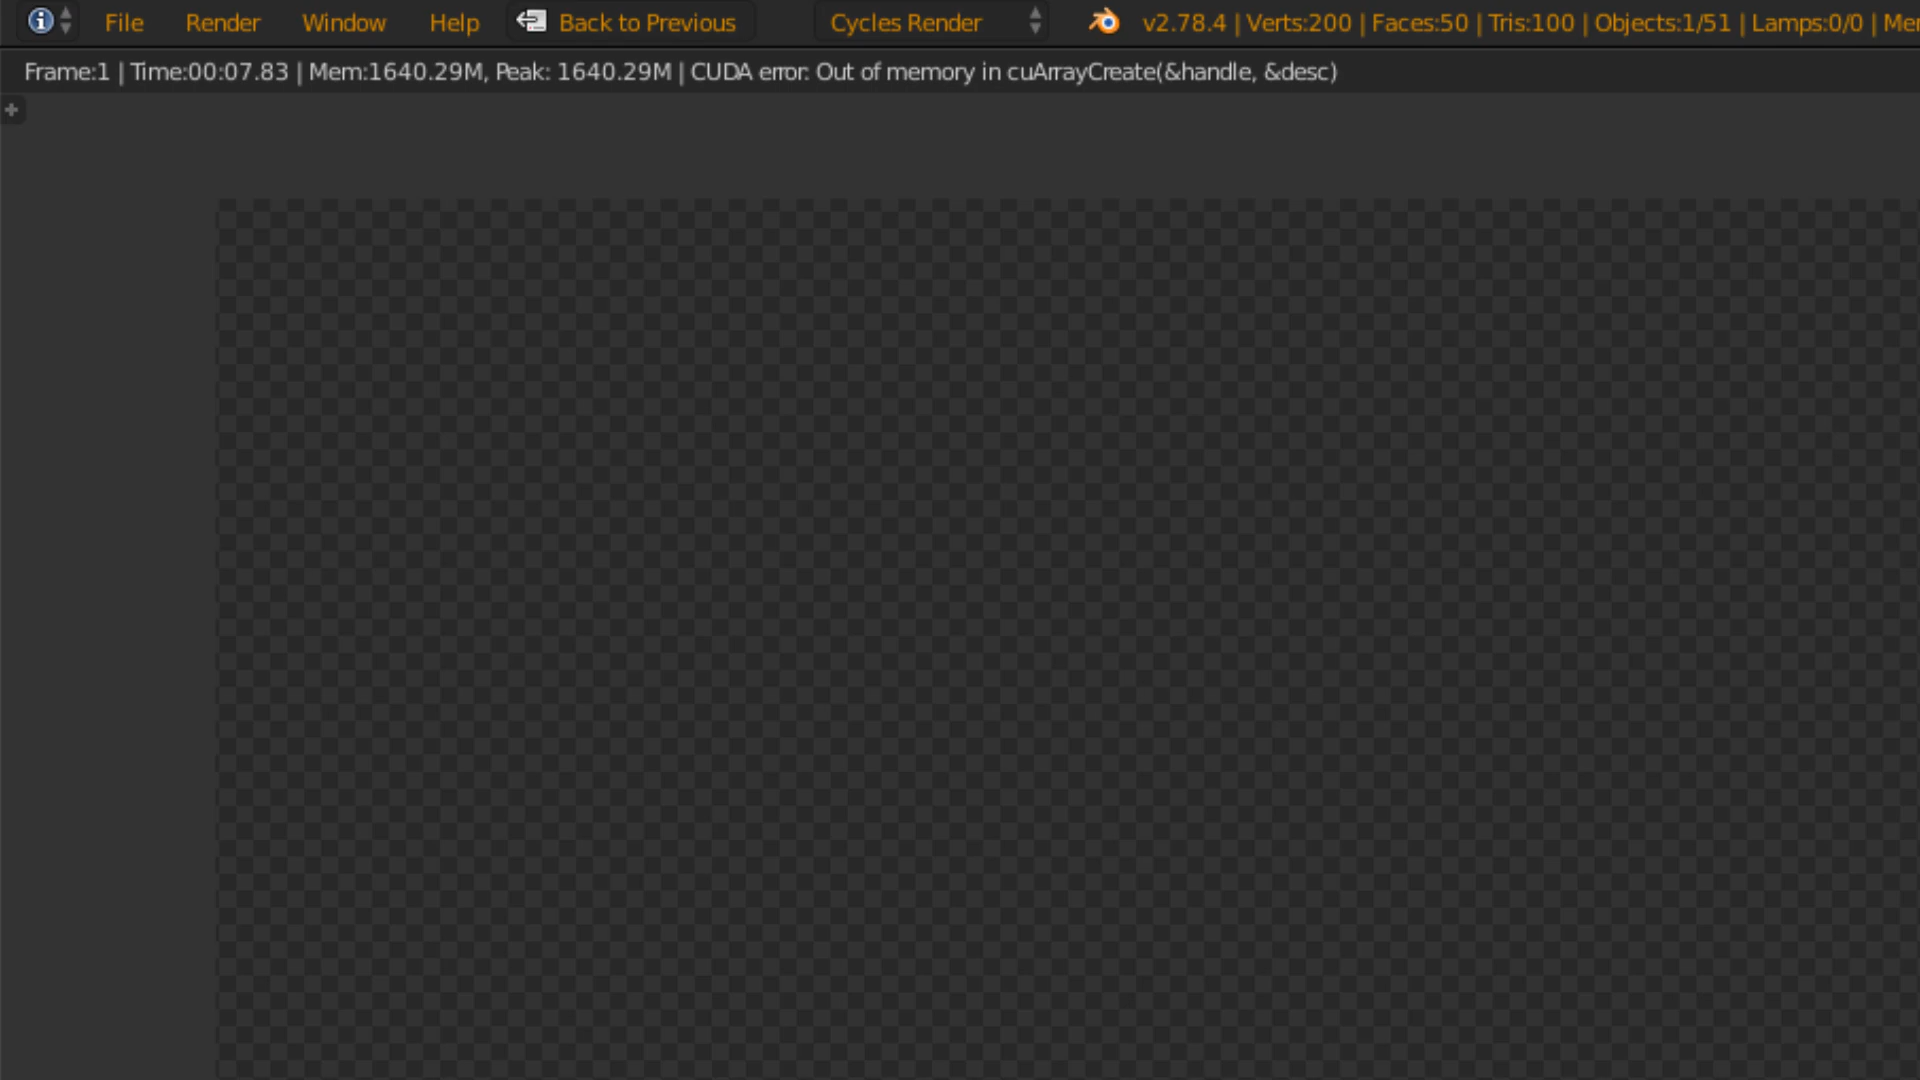 File Render Window Help Back to Previous Cycles Render v2.78.4 | Verts:200 | Faces:50 | Tris:100 | Objects:1/51 | Lamps:0/0 | Mer
Frame:1 | Time:00:07.83 | Mem:1640.29M, Peak: 1640.29M | CUDA error: Out of memory in cuArrayCreate(&handle, &desc)